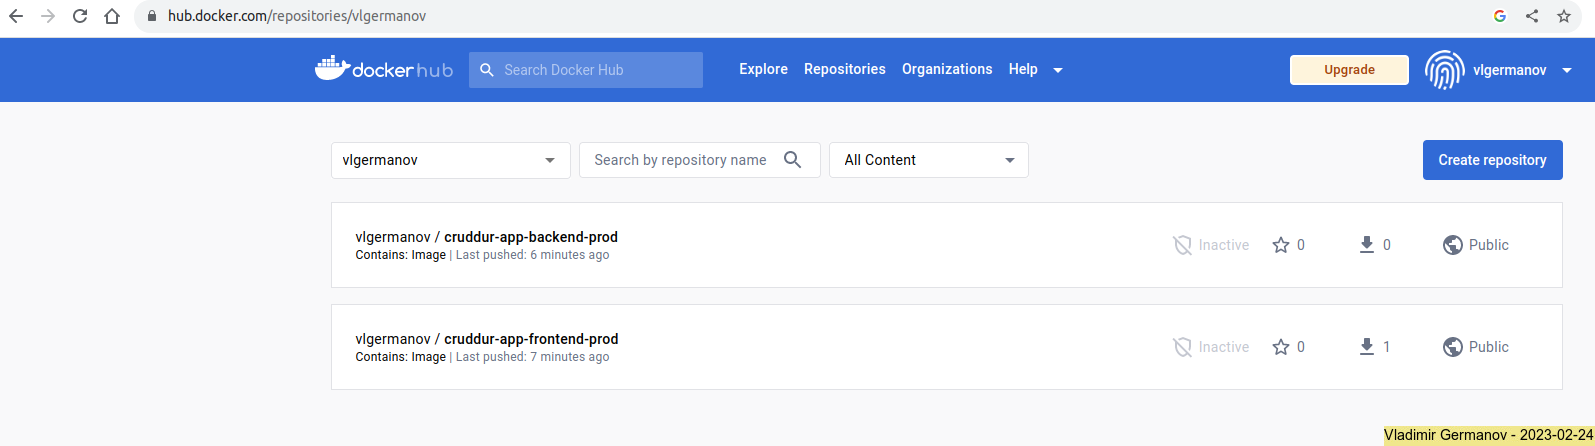 hub.docker.com/repositories/vlgermanov
dockerhub Search Docker Hub Explore Repositories Organizations Help Upgrade vlgermanov
vlgermanov Search by repository name All Content Create repository
vlgermanov / cruddur-app-backend-prod
Contains: Image | Last pushed: 6 minutes ago
Inactive 0 0 Public
vlgermanov / cruddur-app-frontend-prod
Contains: Image | Last pushed: 7 minutes ago
Inactive 0 1 Public
Vladimir Germanov - 2023-02-24